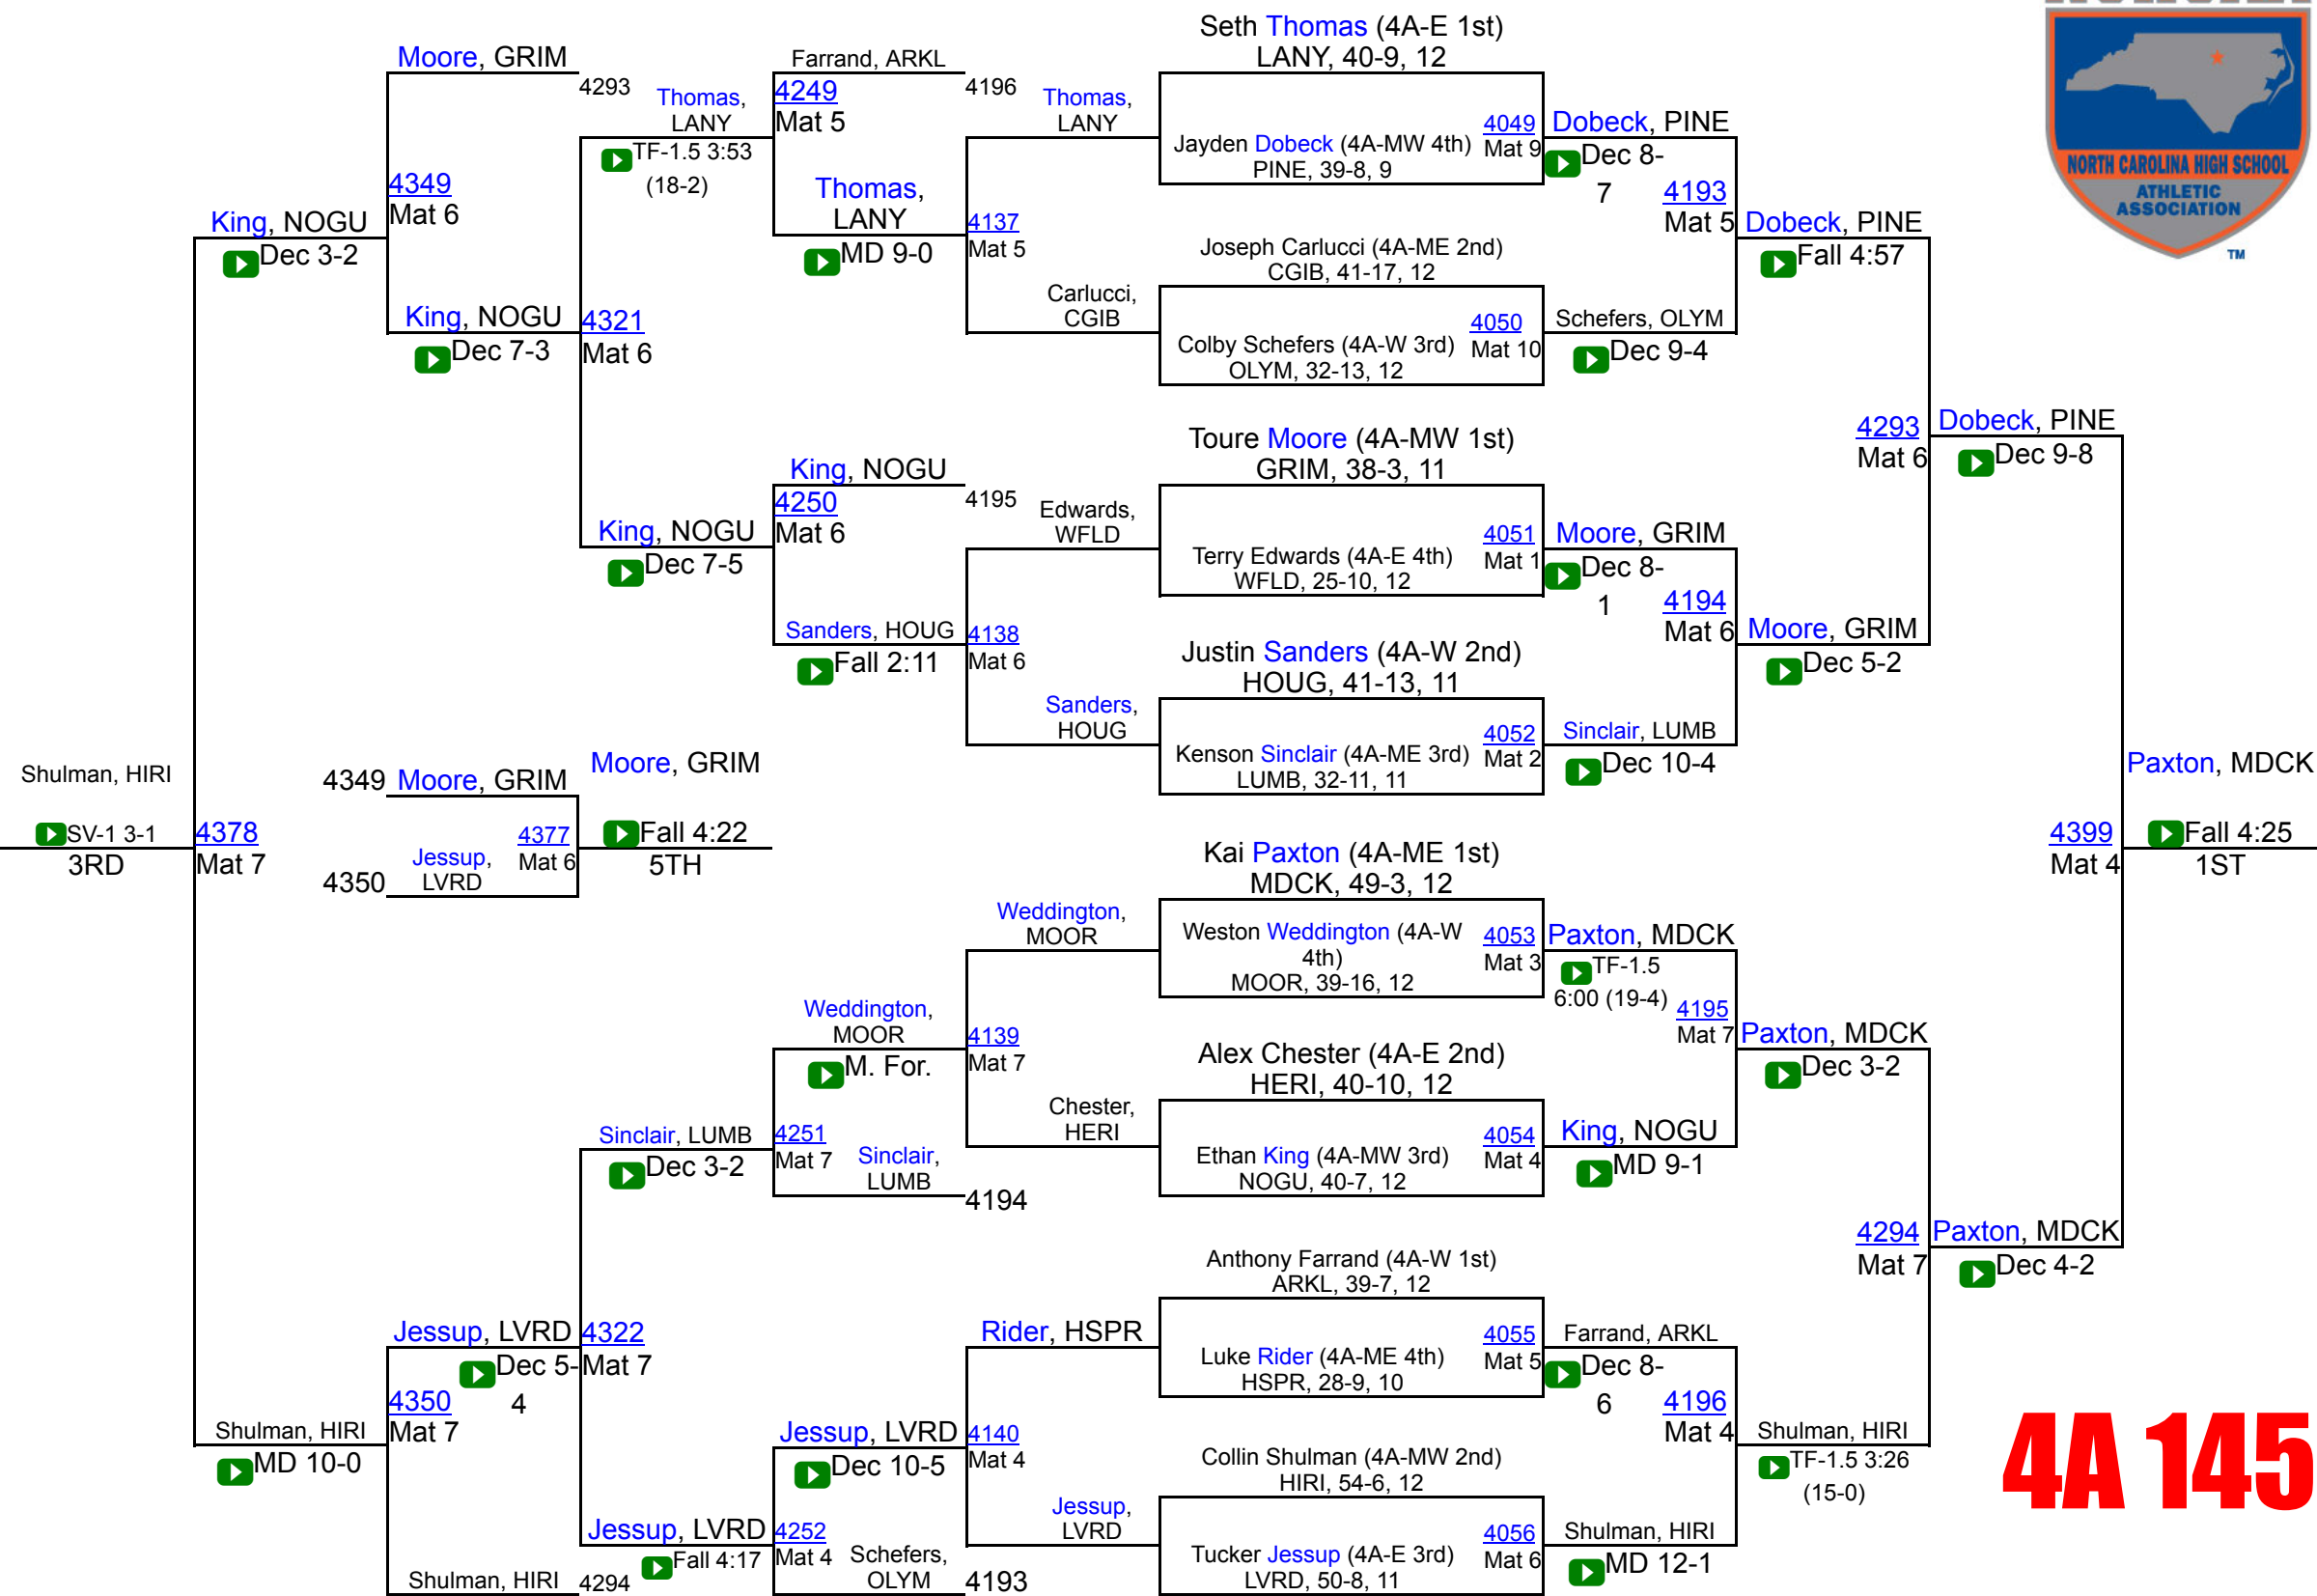 NORTH CAROLINA HIGH SCHOOL
ATHLETIC
ASSOCIATION
TM
Seth Thomas (4A-E 1st)
LANY, 40-9, 12
Jayden Dobeck (4A-MW 4th)
PINE, 39-8, 9
4049
Mat 9
Joseph Carlucci (4A-ME 2nd)
CGIB, 41-17, 12
Colby Schefers (4A-W 3rd)
OLYM, 32-13, 12
4050
Mat 10
Toure Moore (4A-MW 1st)
GRIM, 38-3, 11
Terry Edwards (4A-E 4th)
WFLD, 25-10, 12
4051
Mat 1
Justin Sanders (4A-W 2nd)
HOUG, 41-13, 11
Kenson Sinclair (4A-ME 3rd)
LUMB, 32-11, 11
4052
Mat 2
Kai Paxton (4A-ME 1st)
MDCK, 49-3, 12
Weston Weddington (4A-W
4th)
MOOR, 39-16, 12
4053
Mat 3
Alex Chester (4A-E 2nd)
HERI, 40-10, 12
Ethan King (4A-MW 3rd)
NOGU, 40-7, 12
4054
Mat 4
Anthony Farrand (4A-W 1st)
ARKL, 39-7, 12
Luke Rider (4A-ME 4th)
HSPR, 28-9, 10
4055
Mat 5
Collin Shulman (4A-MW 2nd)
HIRI, 54-6, 12
Tucker Jessup (4A-E 3rd)
LVRD, 50-8, 11
4056
Mat 6
Dobeck, PINE
Dec 8-
7
4193
Mat 5
Schefers, OLYM
Dec 9-4
Moore, GRIM
Dec 8-
1
4194
Mat 6
Sinclair, LUMB
Dec 10-4
Paxton, MDCK
TF-1.5
6:00 (19-4)
4195
Mat 7
King, NOGU
MD 9-1
Farrand, ARKL
Dec 8-
6
4196
Mat 4
Shulman, HIRI
MD 12-1
Dobeck, PINE
Fall 4:57
4293
Mat 6
Moore, GRIM
Dec 5-2
Paxton, MDCK
Dec 3-2
4294
Mat 7
Shulman, HIRI
TF-1.5 3:26
(15-0)
Dobeck, PINE
Dec 9-8
4399
Mat 4
Paxton, MDCK
Dec 4-2
Paxton, MDCK
Fall 4:25
1ST
Thomas,
LANY
4137
Mat 5
Carlucci,
CGIB
Edwards,
WFLD
4138
Mat 6
Sanders,
HOUG
Weddington,
MOOR
4139
Mat 7
Chester,
HERI
Rider, HSPR
4140
Mat 4
Jessup,
LVRD
Farrand, ARKL
4196
4249
Mat 5
Thomas,
LANY
MD 9-0
King, NOGU
4195
4250
Mat 6
Sanders, HOUG
Fall 2:11
Weddington,
MOOR
M. For.
4251
Mat 7
Sinclair,
LUMB
4194
Jessup, LVRD
Dec 10-5
4252
Mat 4
Schefers,
OLYM
4193
Thomas,
LANY
TF-1.5 3:53
(18-2)
4321
Mat 6
King, NOGU
Dec 7-5
Sinclair, LUMB
Dec 3-2
4322
Mat 7
Jessup, LVRD
Fall 4:17
Moore, GRIM
4293
4349
Mat 6
King, NOGU
Dec 7-3
Jessup, LVRD
Dec 5-
4
4350
Mat 7
Shulman, HIRI
4294
King, NOGU
Dec 3-2
4378
Mat 7
Shulman, HIRI
MD 10-0
Shulman, HIRI
SV-1 3-1
3RD
4349
Moore, GRIM
4377
Mat 6
4350
Jessup,
LVRD
Moore, GRIM
Fall 4:22
5TH
4A 145